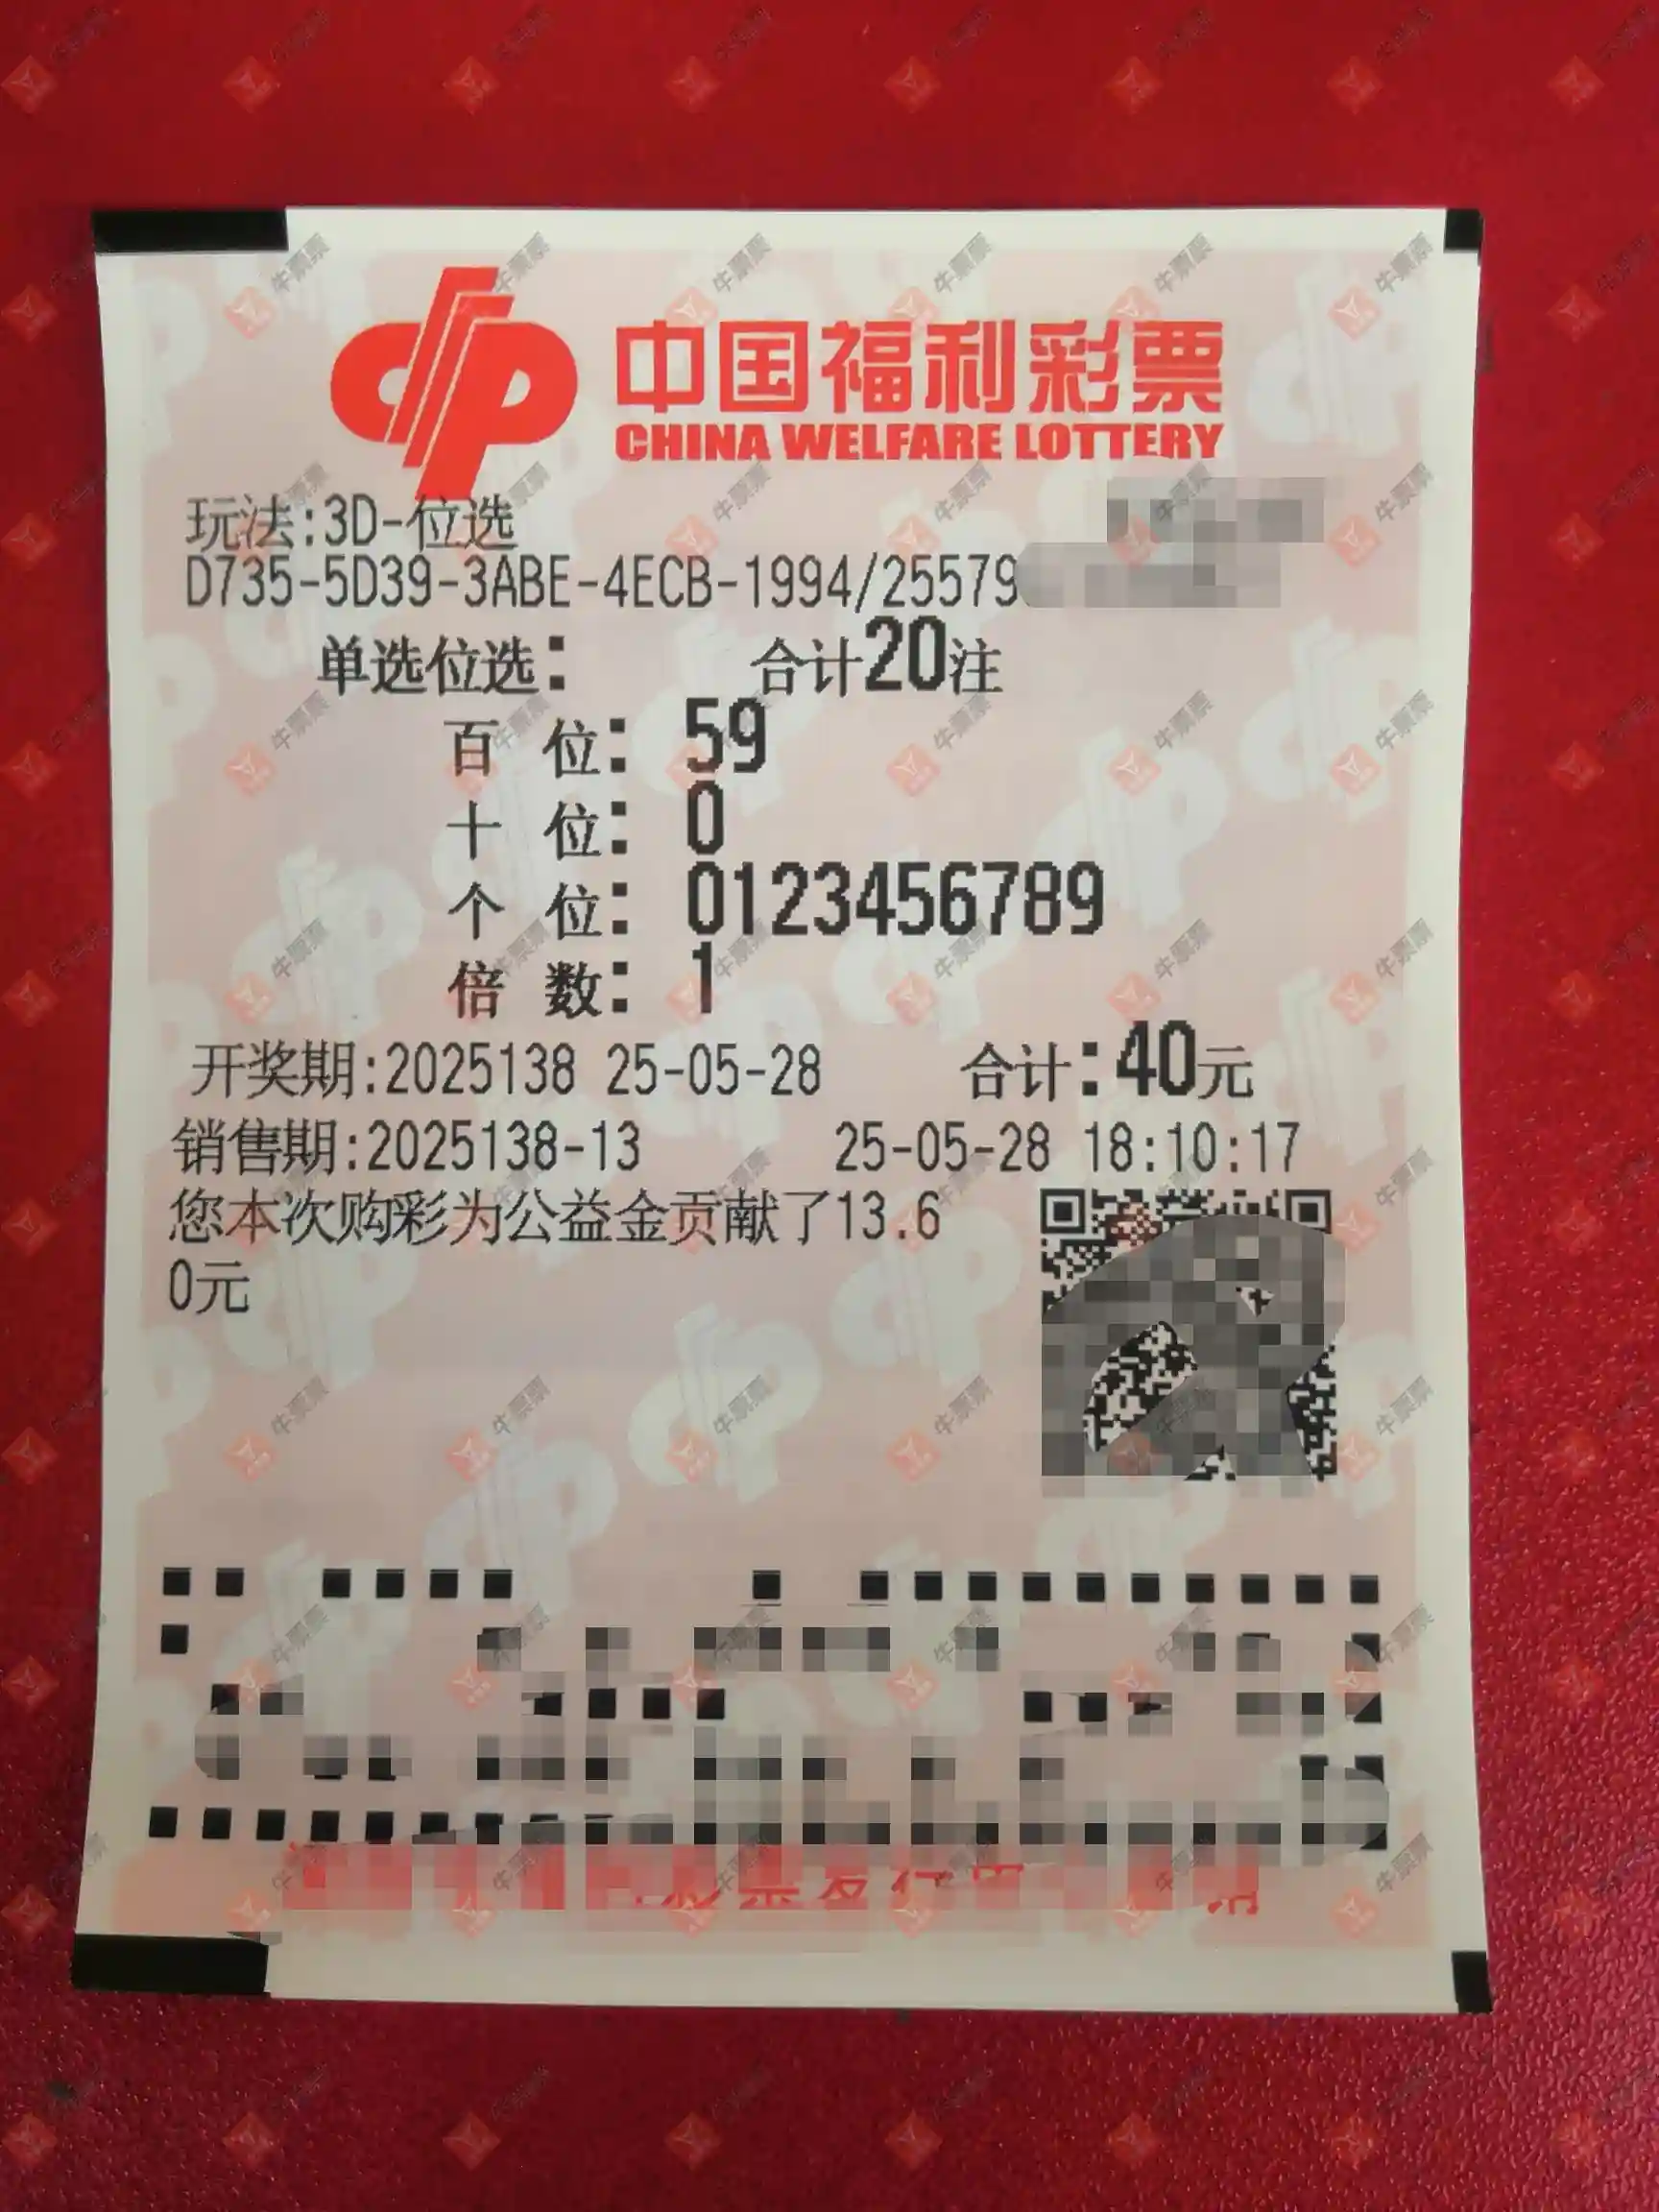 中国福利彩票
CHINA WELFARE LOTTERY
玩法:3D-位选
D735-5D39-3ABE-4ECB-1994/25579
单选位选: 合计20注
百 位: 59
十 位: 0
个 位: 0123456789
倍 数: 1
开奖期:2025138 25-05-28 合计:40元
销售期:2025138-13 25-05-28 18:10:17
您本次购彩为公益金贡献了13.6
0元
牛票票